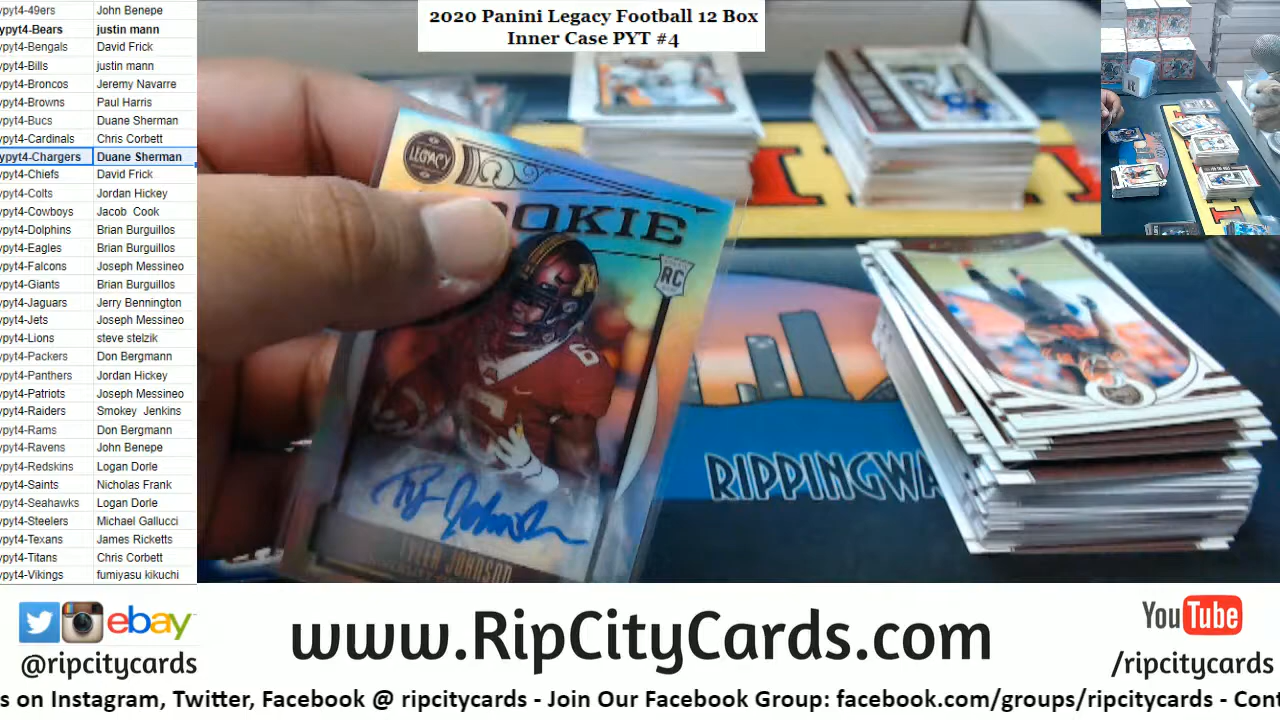 ypyt4-49ers John Benepe
ypyt4-Bears justin mann
ypyt4-Bengals David Frick
ypyt4-Bills justin mann
ypyt4-Broncos Jeremy Navarre
ypyt4-Browns Paul Harris
ypyt4-Bucs Duane Sherman
ypyt4-Cardinals Chris Corbett
ypyt4-Chargers Duane Sherman
ypyt4-Chiefs David Frick
ypyt4-Colts Jordan Hickey
ypyt4-Cowboys Jacob Cook
ypyt4-Dolphins Brian Burguillos
ypyt4-Eagles Brian Burguillos
ypyt4-Falcons Joseph Messineo
ypyt4-Giants Brian Burguillos
ypyt4-Jaguars Jerry Bennington
ypyt4-Jets Joseph Messineo
ypyt4-Lions steve stelzik
ypyt4-Packers Don Bergmann
ypyt4-Panthers Jordan Hickey
ypyt4-Patriots Joseph Messineo
ypyt4-Raiders Smokey Jenkins
ypyt4-Rams Don Bergmann
ypyt4-Ravens John Benepe
ypyt4-Redskins Logan Dorle
ypyt4-Saints Nicholas Frank
ypyt4-Seahawks Logan Dorle
ypyt4-Steelers Michael Gallucci
ypyt4-Texans James Ricketts
ypyt4-Titans Chris Corbett
ypyt4-Vikings fumiyasu kikuchi
2020 Panini Legacy Football 12 Box
Inner Case PYT #4
LEGACY
OOKIE
RC
M
6
Ty Johnson
TYLER JOHNSON
RIPPINGWA
ebay
@ripcitycards
www.RipCityCards.com
YouTube
/ripcitycards
s on Instagram, Twitter, Facebook @ ripcitycards - Join Our Facebook Group: facebook.com/groups/ripcitycards - Cont